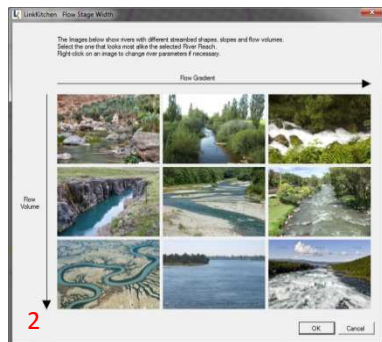 LinkKitchen - Flow Stage Width
The Images below show rivers with different streambed shapes, slopes and flow volumes.
Select the one that looks most alike the selected River Reach.
Right-click on an image to change river parameters if necessary.
Flow Gradient
Flow
Volume
2
OK Cancel